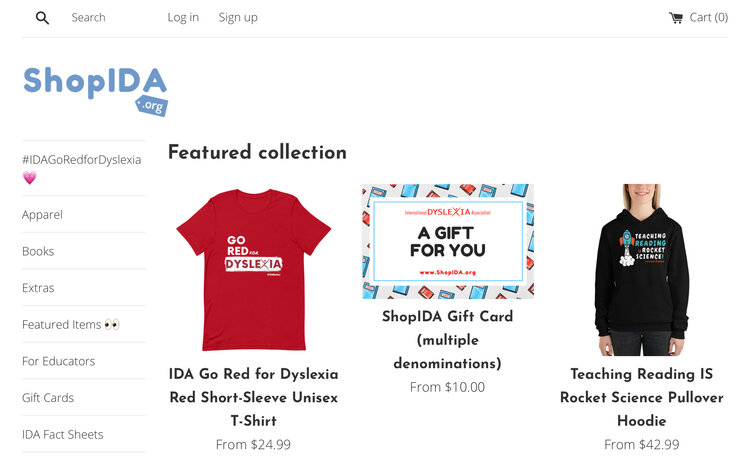 Search
Log in
Sign up
Cart (0)
ShopIDA
.org
#IDAGoRedforDyslexia
💗
Apparel
Books
Extras
Featured Items 👀
For Educators
Gift Cards
IDA Fact Sheets
Featured collection
GO
RED FOR
DYSLEXIA
IDA Go Red for Dyslexia
Red Short-Sleeve Unisex
T-Shirt
From $24.99
International DYSLEXIA Association
A GIFT
FOR YOU
www.ShopIDA.org
ShopIDA Gift Card
(multiple
denominations)
From $10.00
TEACHING
READING
ROCKET
SCIENCE!
Teaching Reading IS
Rocket Science Pullover
Hoodie
From $42.99